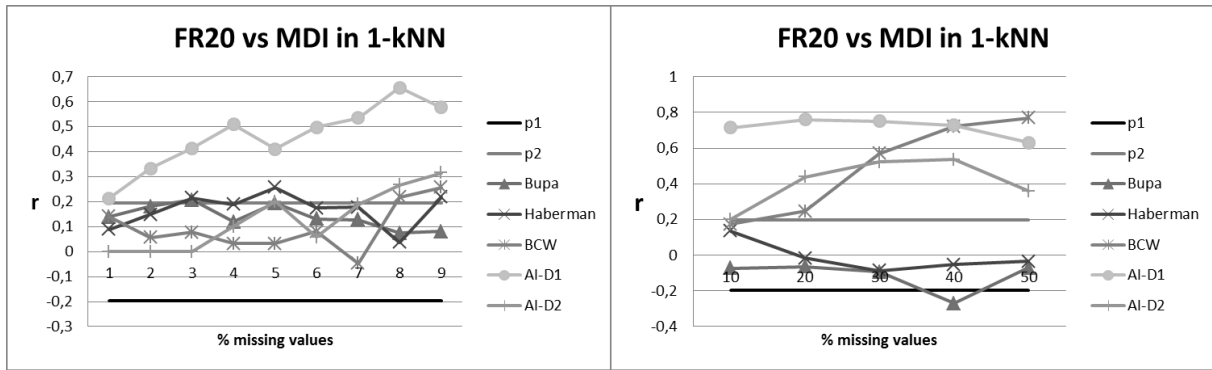 FR20 vs MDI in 1-kNN
0,7
0,6
0,5
0,4
0,3
0,2
0,1
0
-0,1
-0,2
-0,3
r
1 2 3 4 5 6 7 8 9
% missing values
p1
p2
Bupa
Haberman
BCW
AI-D1
AI-D2
FR20 vs MDI in 1-kNN
1
0,8
0,6
0,4
0,2
0
-0,2
-0,4
r
10 20 30 40 50
% missing values
p1
p2
Bupa
Haberman
BCW
AI-D1
AI-D2